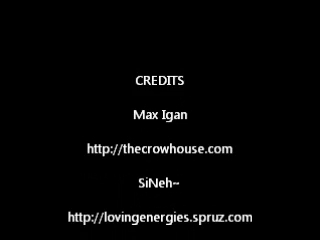 CREDITS
Max Igan
http://thecrowhouse.com
SiNeh~
http://lovingenergies.spruz.com